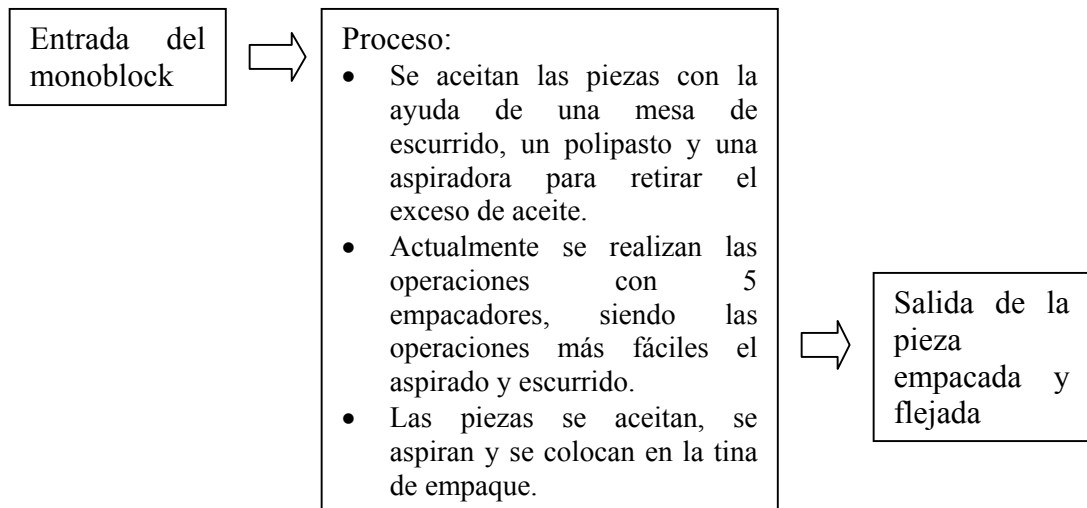 Entrada del
monoblock
Proceso:
• Se aceitan las piezas con la
ayuda de una mesa de
escurrido, un polipasto y una
aspiradora para retirar el
exceso de aceite.
• Actualmente se realizan las
operaciones con 5
empacadores, siendo las
operaciones más fáciles el
aspirado y escurrido.
• Las piezas se aceitan, se
aspiran y se colocan en la tina
de empaque.
Salida de la
pieza
empacada y
flejada